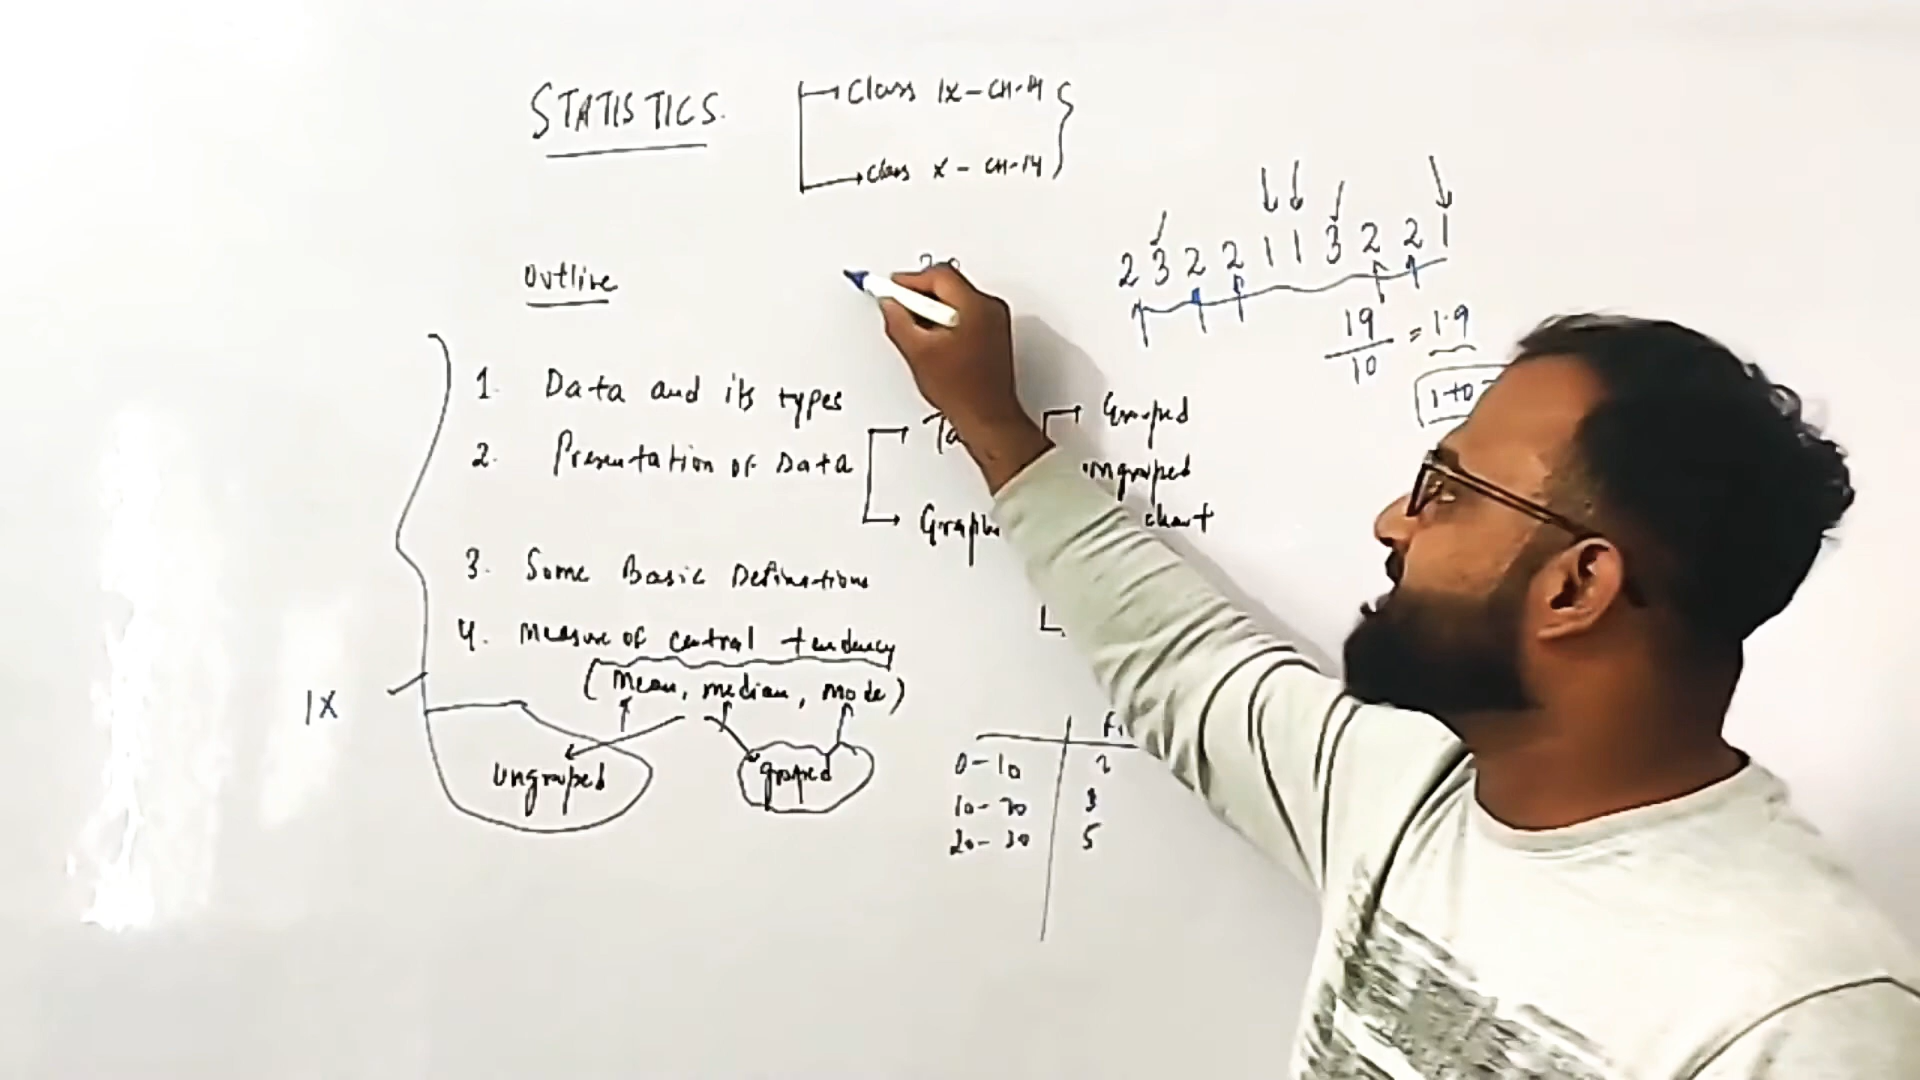 STATISTICS.
Class IX - CH-14
Class X - CH-14
2 3 2 2 1 1 3 2 2 1
19
10
= 1.9
1 to
Outline
1. Data and its types
2. Presentation of Data
Grouped
ungrouped
Graph
chart
3. Some Basic Definations
4. Measure of central tendency
(Mean, median, mode)
IX
ungrouped
grouped
0-10 2
10-20 3
20-30 5